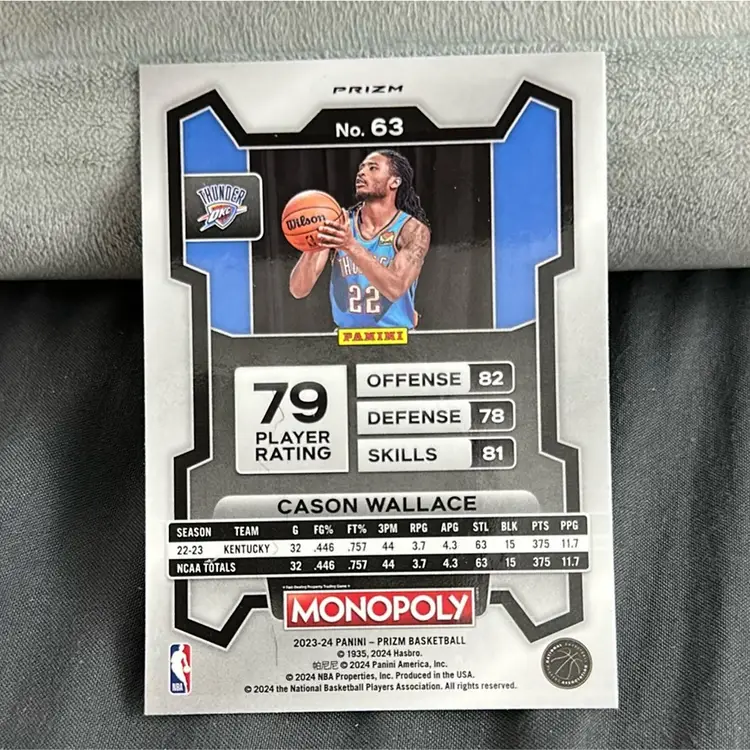 PRIZM
No. 63
THUNDER
OKC
Wilson
THUNDER
22
PANINI
79
PLAYER
RATING
OFFENSE 82
DEFENSE 78
SKILLS 81
CASON WALLACE
SEASON TEAM G FG% FT% 3PM RPG APG STL BLK PTS PPG
22-23 KENTUCKY 32 .446 .757 44 3.7 4.3 63 15 375 11.7
NCAA TOTALS 32 .446 .757 44 3.7 4.3 63 15 375 11.7
MONOPOLY
2023-24 PANINI – PRIZM BASKETBALL
© 1935, 2024 Hasbro.
帕尼尼 © 2024 Panini America, Inc.
© 2024 NBA Properties, Inc. Produced in the USA.
© 2024 the National Basketball Players Association. All rights reserved.
NBA